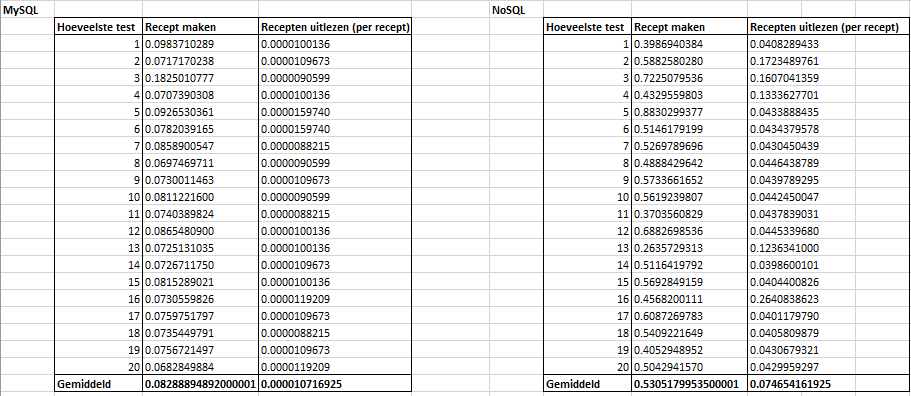 MySQL NoSQL
Hoeveelste test Recept maken Recepten uitlezen (per recept) Hoeveelste test Recept maken Recepten uitlezen (per recept)
1 0.0983710289 0.0000100136 1 0.3986940384 0.0408289433
2 0.0717170238 0.0000109673 2 0.5882580280 0.1723489761
3 0.1825010777 0.0000090599 3 0.7225079536 0.1607041359
4 0.0707390308 0.0000100136 4 0.4329559803 0.1333627701
5 0.0926530361 0.0000159740 5 0.8830299377 0.0433888435
6 0.0782039165 0.0000159740 6 0.5146179199 0.0434379578
7 0.0858900547 0.0000088215 7 0.5269789696 0.0430450439
8 0.0697469711 0.0000090599 8 0.4888429642 0.0446438789
9 0.0730011463 0.0000109673 9 0.5733661652 0.0439789295
10 0.0811221600 0.0000090599 10 0.5619239807 0.0442450047
11 0.0740389824 0.0000088215 11 0.3703560829 0.0437839031
12 0.0865480900 0.0000100136 12 0.6882698536 0.0445339680
13 0.0725131035 0.0000100136 13 0.2635729313 0.1236341000
14 0.0726711750 0.0000109673 14 0.5116419792 0.0398600101
15 0.0815289021 0.0000100136 15 0.5692849159 0.0404400826
16 0.0730559826 0.0000119209 16 0.4568200111 0.2640838623
17 0.0759751797 0.0000109673 17 0.6087269783 0.0401179790
18 0.0735449791 0.0000088215 18 0.5409221649 0.0405809879
19 0.0756721497 0.0000109673 19 0.4052948952 0.0430679321
20 0.0682849884 0.0000119209 20 0.5042941570 0.0429959297
Gemiddeld 0.08288894892000001 0.000010716925 Gemiddeld 0.5305179953500001 0.074654161925